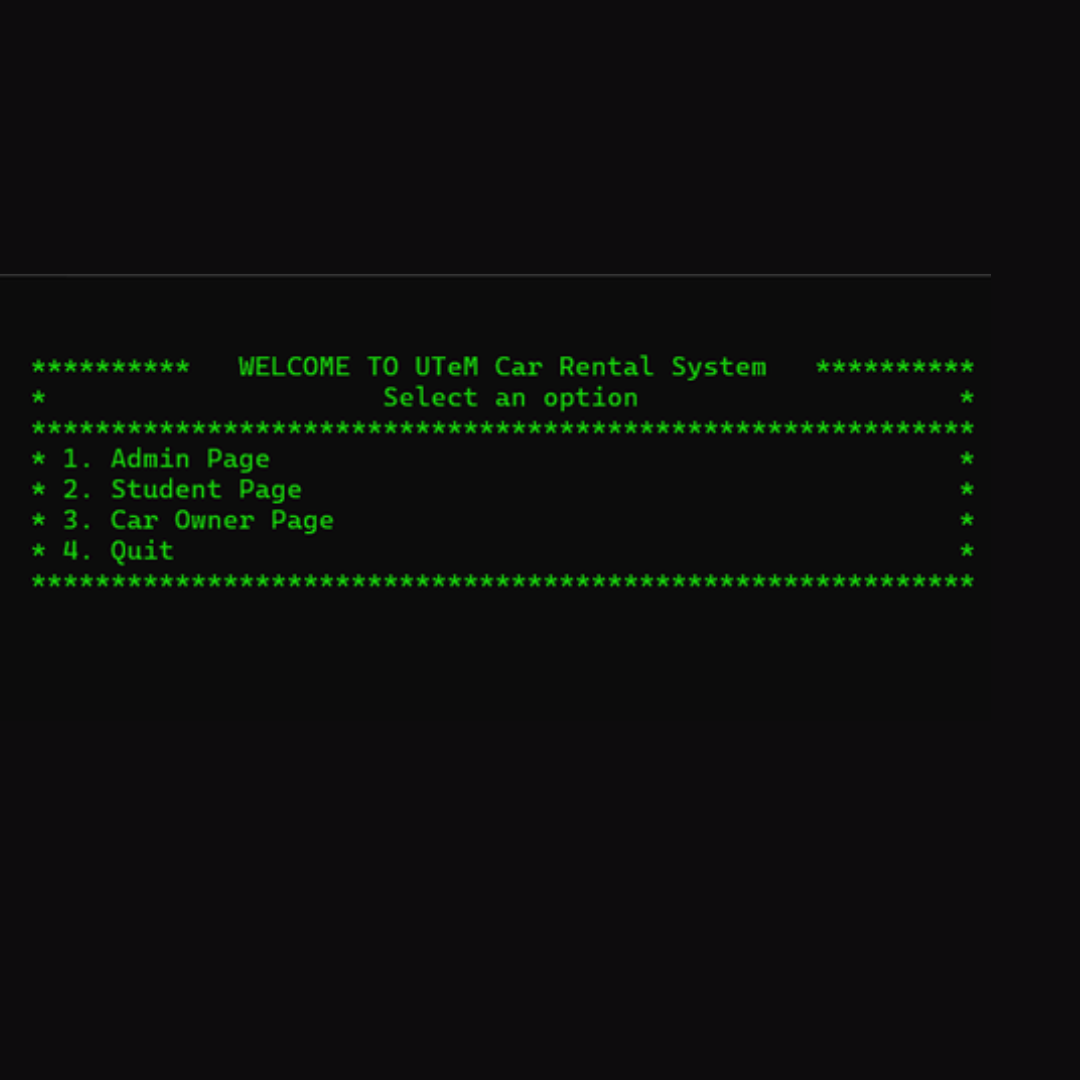 **********   WELCOME TO UTeM Car Rental System   **********
*                     Select an option                    *
***********************************************************
* 1. Admin Page                                           *
* 2. Student Page                                         *
* 3. Car Owner Page                                       *
* 4. Quit                                                 *
***********************************************************